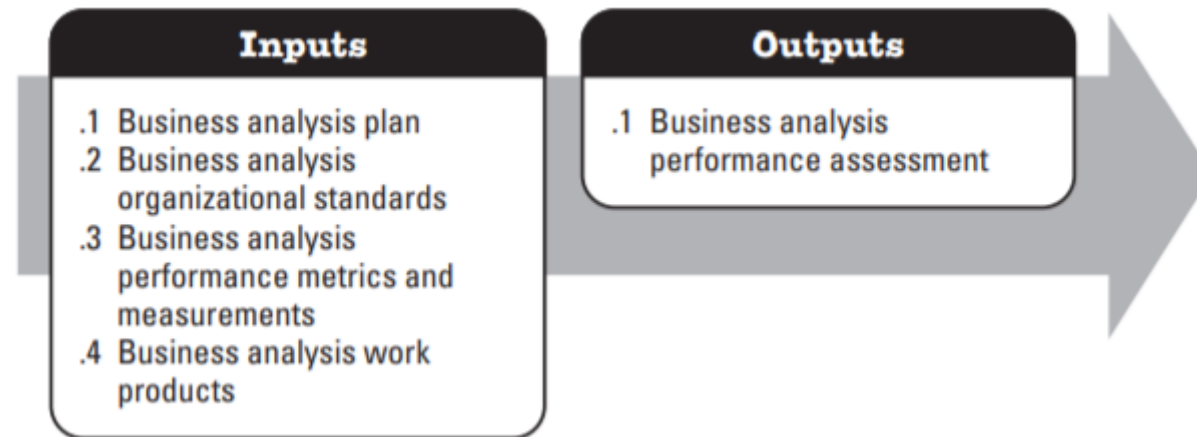 Inputs
.1 Business analysis plan
.2 Business analysis
organizational standards
.3 Business analysis
performance metrics and
measurements
.4 Business analysis work
products
Outputs
.1 Business analysis
performance assessment